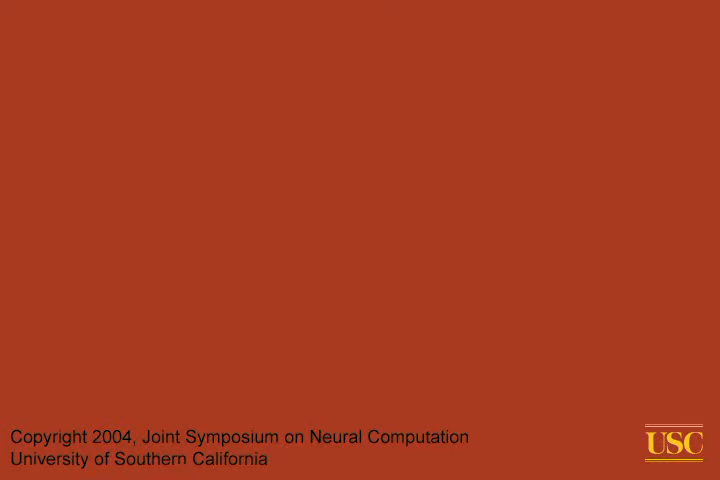 Copyright 2004, Joint Symposium on Neural Computation
University of Southern California
USC